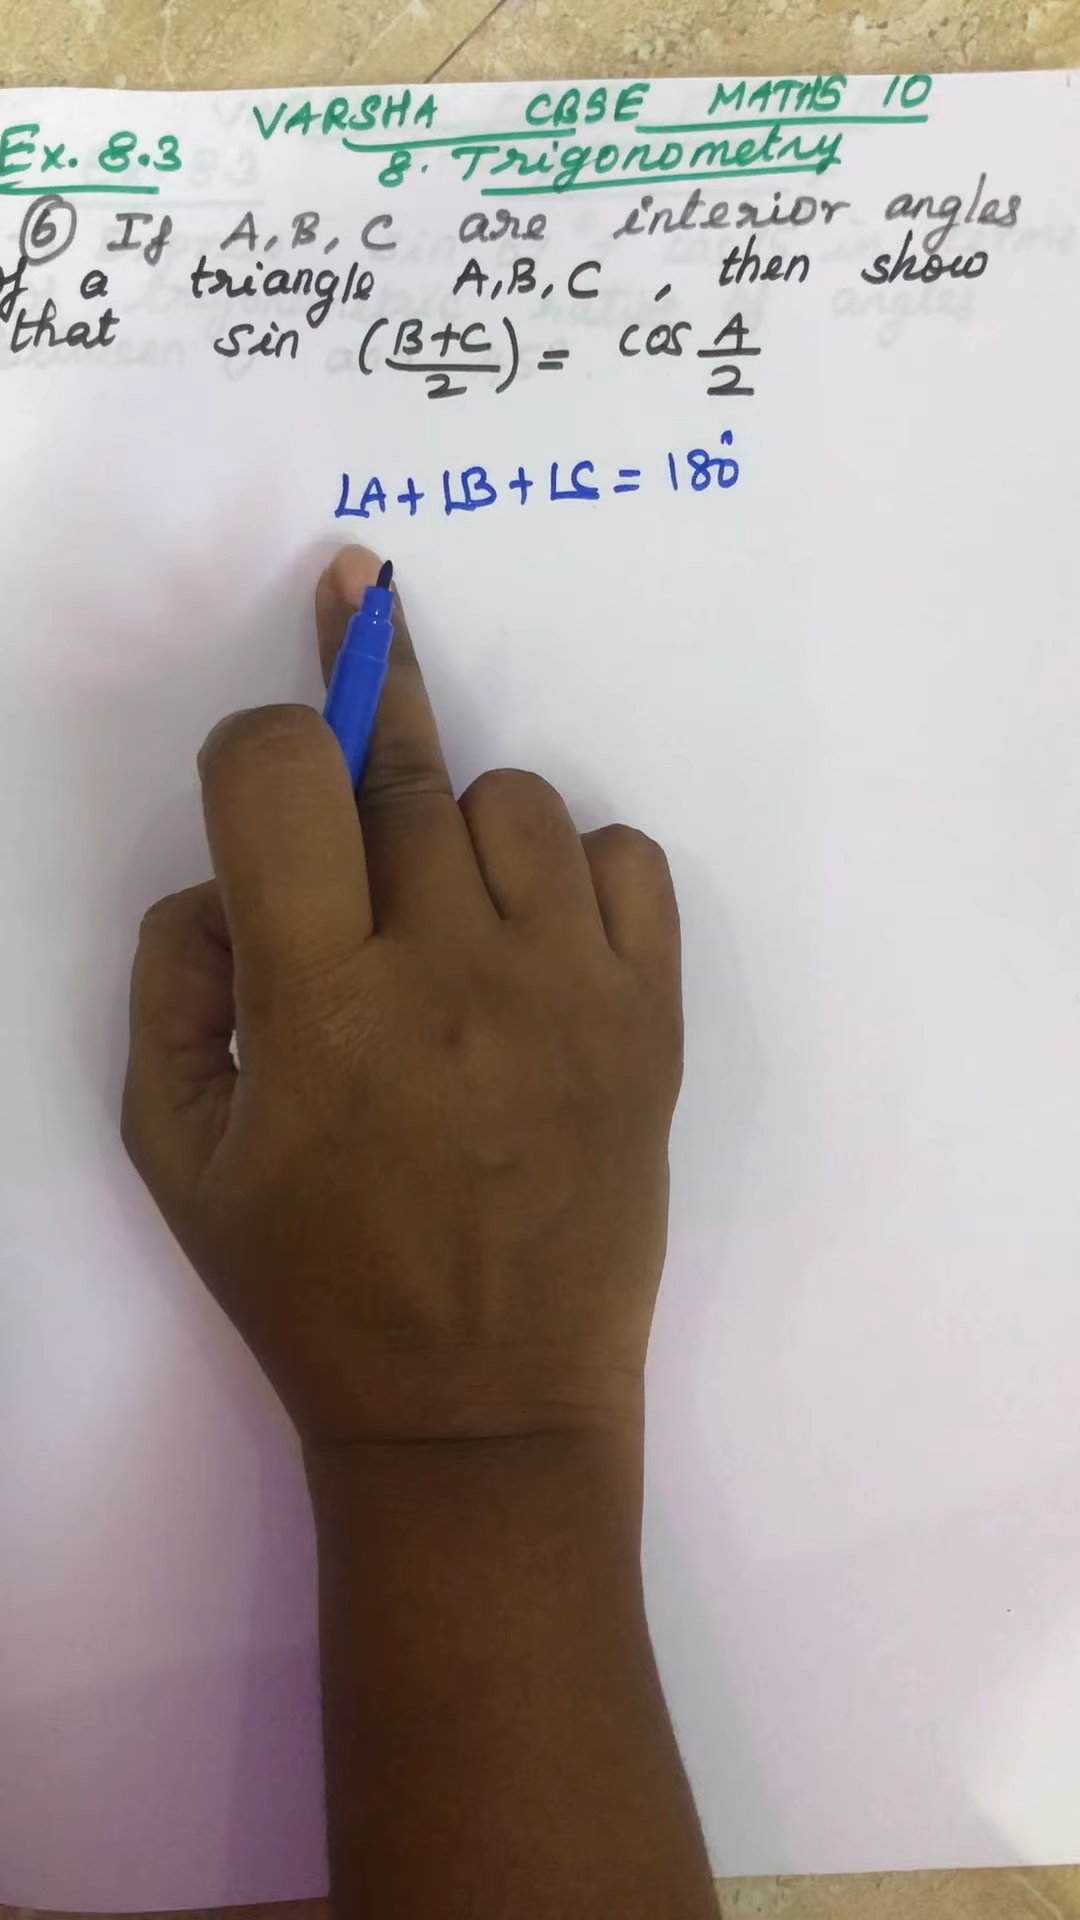 VARSHA CBSE MATHS 10
Ex. 8.3 8. Trigonometry
⑥ If A, B, C are interior angles
of a triangle A, B, C, then show
that sin (B+C/2) = cos A/2
∠A + ∠B + ∠C = 180°